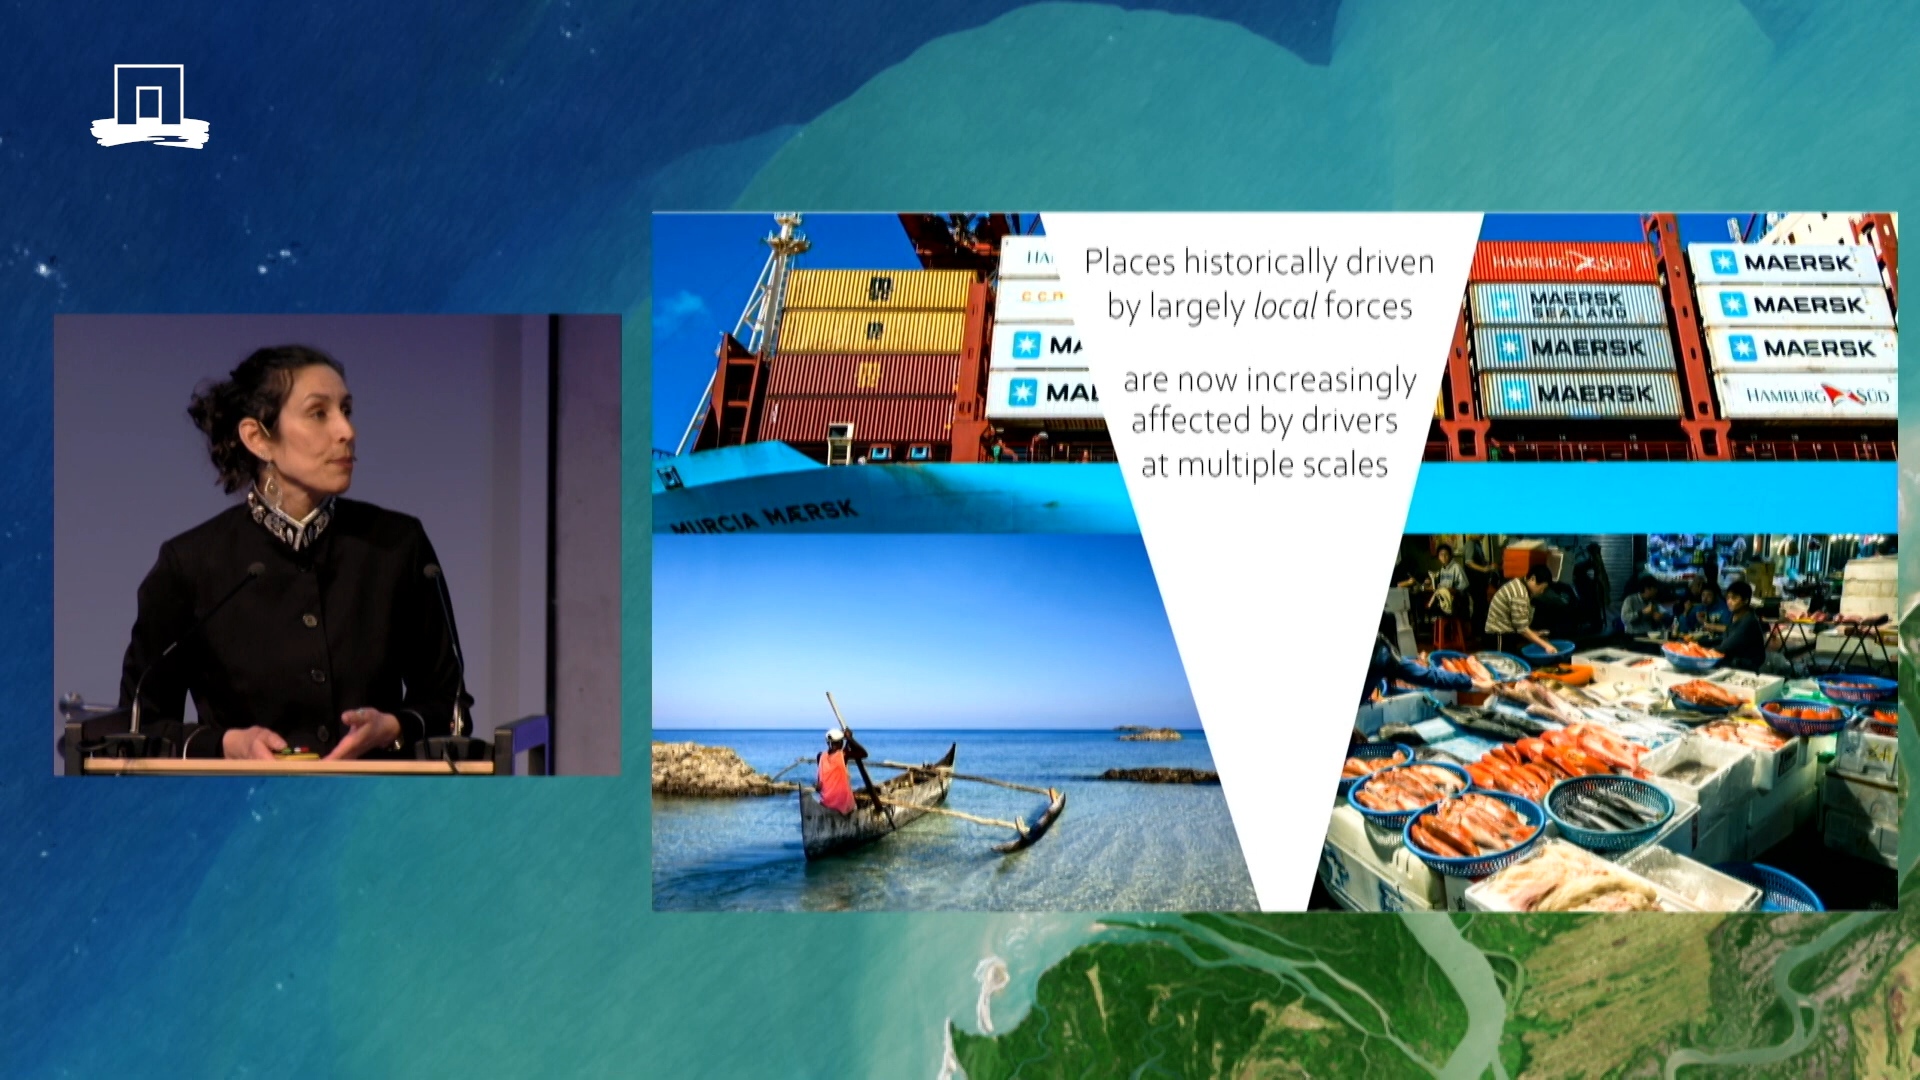 Places historically driven
by largely local forces
are now increasingly
affected by drivers
at multiple scales
HAMBURG SÜD
MAERSK
MAERSK
SEALAND
MAERSK
MAERSK
MAERSK
MAERSK
MAERSK
HAMBURG SÜD
MURCIA MÆRSK